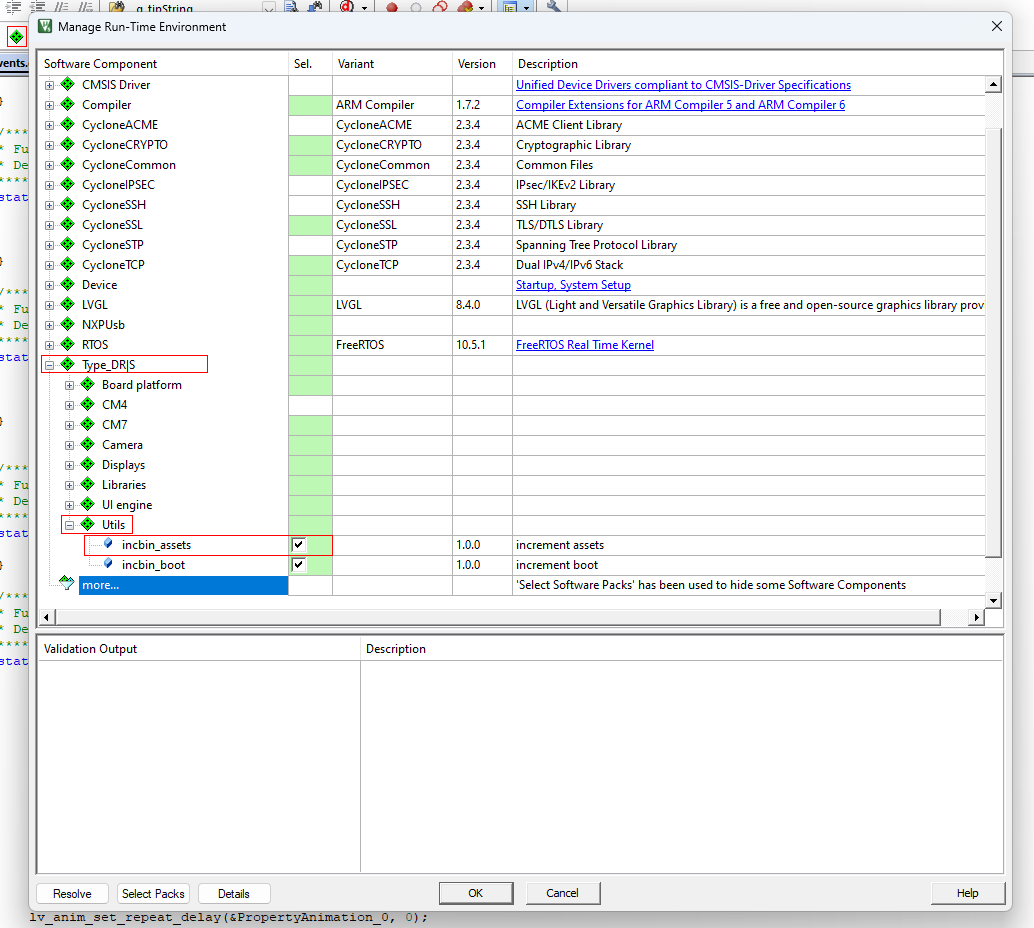 g_tipString
Manage Run-Time Environment
Software Component Sel. Variant Version Description
CMSIS Driver Unified Device Drivers compliant to CMSIS-Driver Specifications
Compiler ARM Compiler 1.7.2 Compiler Extensions for ARM Compiler 5 and ARM Compiler 6
CycloneACME CycloneACME 2.3.4 ACME Client Library
CycloneCRYPTO CycloneCRYPTO 2.3.4 Cryptographic Library
CycloneCommon CycloneCommon 2.3.4 Common Files
CycloneIPSEC CycloneIPSEC 2.3.4 IPsec/IKEv2 Library
CycloneSSH CycloneSSH 2.3.4 SSH Library
CycloneSSL CycloneSSL 2.3.4 TLS/DTLS Library
CycloneSTP CycloneSTP 2.3.4 Spanning Tree Protocol Library
CycloneTCP CycloneTCP 2.3.4 Dual IPv4/IPv6 Stack
Device Startup, System Setup
LVGL LVGL 8.4.0 LVGL (Light and Versatile Graphics Library) is a free and open-source graphics library prov
NXPUsb
RTOS FreeRTOS 10.5.1 FreeRTOS Real Time Kernel
Type_DRJS
Board platform
CM4
CM7
Camera
Displays
Libraries
UI engine
Utils
incbin_assets 1.0.0 increment assets
incbin_boot 1.0.0 increment boot
more... 'Select Software Packs' has been used to hide some Software Components
Validation Output Description
Resolve Select Packs Details OK Cancel Help
lv_anim_set_repeat_delay(&PropertyAnimation_0, 0);
vents.
/****
* Fu
* De
****
stat
/****
* Fu
* De
****
stat
/****
* Fu
* De
****
stat
/****
* Fu
* De
****
stat